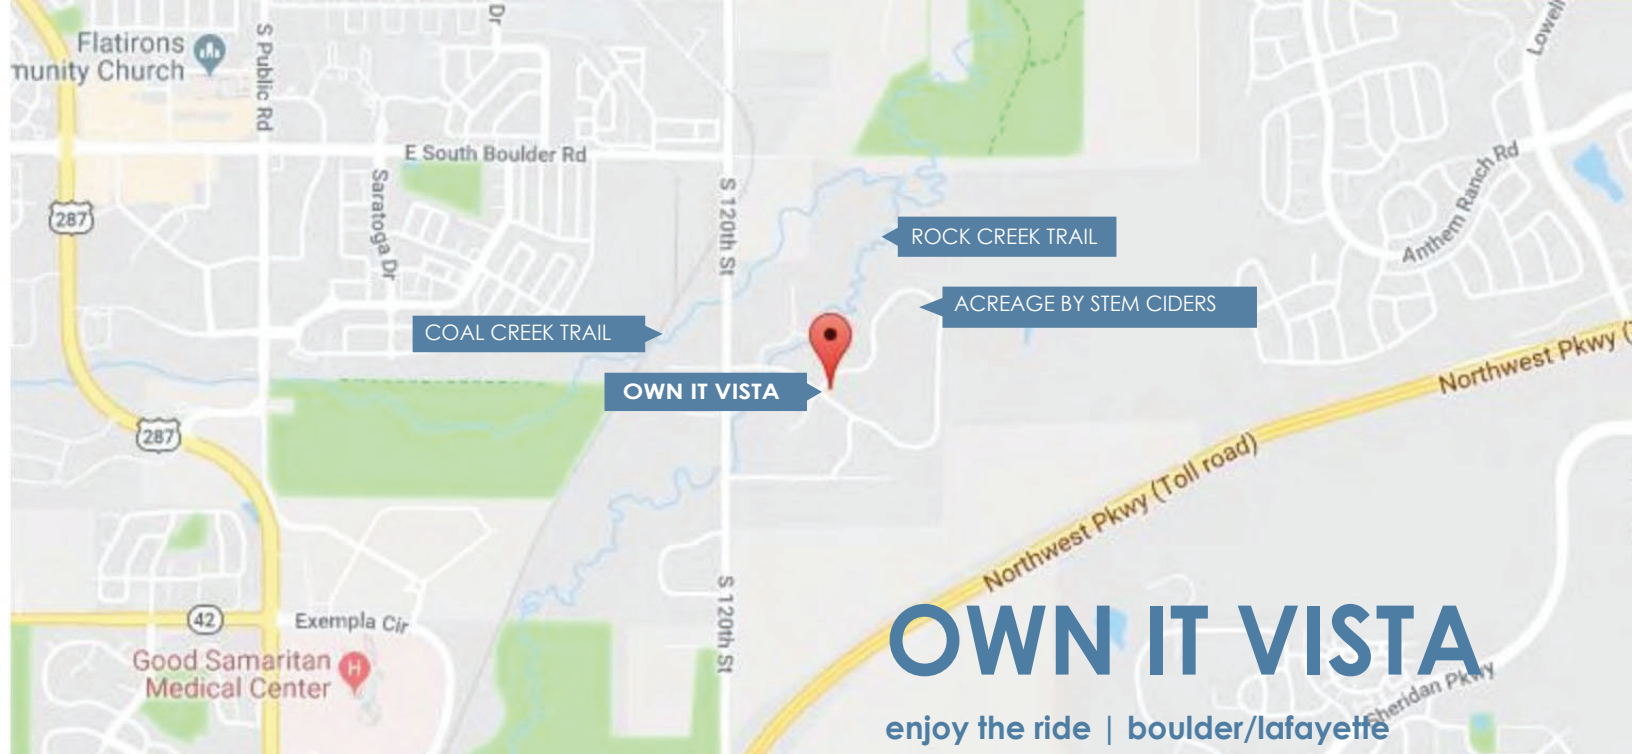 Dr
Lowell
Flatirons
munity Church
S Public Rd
E South Boulder Rd
Saratoga Dr
287
S 120th St
Anthem Ranch Rd
ROCK CREEK TRAIL
ACREAGE BY STEM CIDERS
COAL CREEK TRAIL
OWN IT VISTA
Northwest Pkwy (
287
Northwest Pkwy (Toll road)
42
Exempla Cir
S 120th St
Good Samaritan
Medical Center
H
OWN IT VISTA
Sheridan Pkwy
enjoy the ride | boulder/lafayette